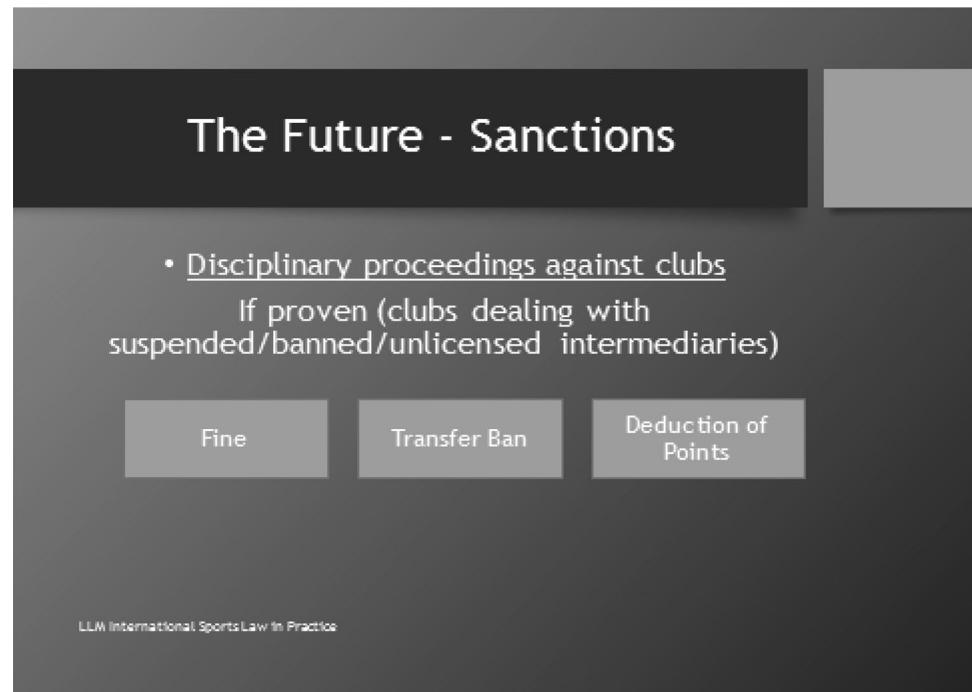 The Future - Sanctions
• Disciplinary proceedings against clubs
If proven (clubs dealing with
suspended/banned/unlicensed intermediaries)
Fine
Transfer Ban
Deduction of
Points
LLM International Sports Law in Practice